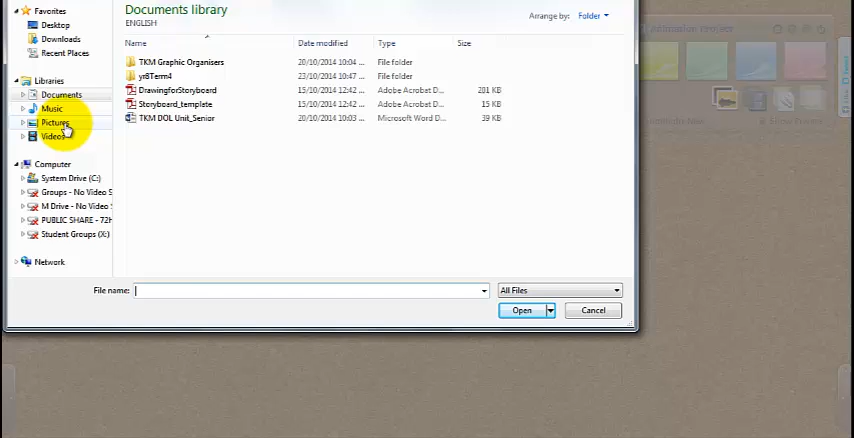 Favorites
Desktop
Downloads
Recent Places
Libraries
Documents
Music
Pictures
Videos
Computer
System Drive (C:)
Groups - No Video S
M Drive - No Video S
PUBLIC SHARE - 72H
Student Groups (X:)
Network
Documents library
ENGLISH
Arrange by: Folder
Name Date modified Type Size
TKM Graphic Organisers 20/10/2014 10:04 ... File folder
yr8Term4 23/10/2014 10:47 ... File folder
DrawingforStoryboard 15/10/2014 12:42 ... Adobe Acrobat D... 201 KB
Storyboard_template 15/10/2014 12:42 ... Adobe Acrobat D... 15 KB
TKM DOL Unit_Senior 20/10/2014 10:03 ... Microsoft Word D... 39 KB
File name:
All Files
Open
Cancel
Project
Tweet